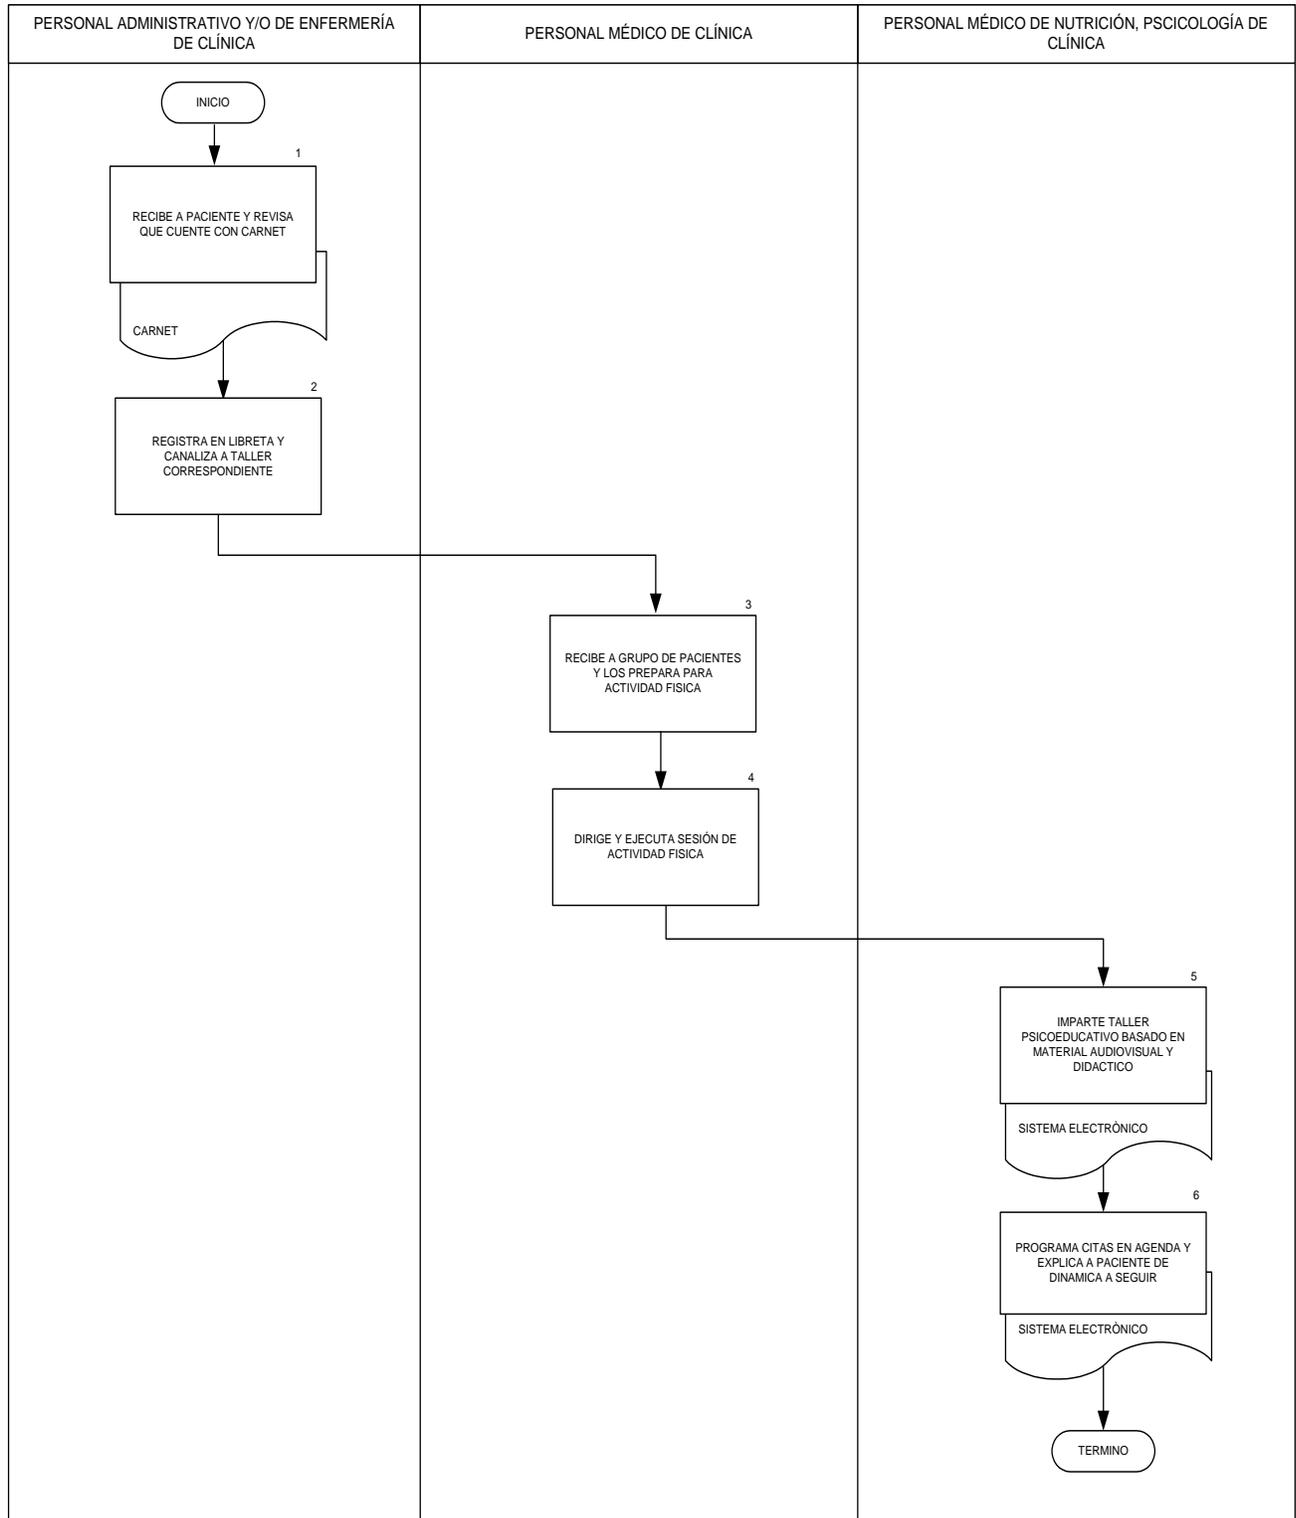 PERSONAL ADMINISTRATIVO Y/O DE ENFERMERÍA
DE CLÍNICA
PERSONAL MÉDICO DE CLÍNICA
PERSONAL MÉDICO DE NUTRICIÓN, PSCICOLOGÍA DE
CLÍNICA
INICIO
1
RECIBE A PACIENTE Y REVISA
QUE CUENTE CON CARNET
CARNET
2
REGISTRA EN LIBRETA Y
CANALIZA A TALLER
CORRESPONDIENTE
3
RECIBE A GRUPO DE PACIENTES
Y LOS PREPARA PARA
ACTIVIDAD FISICA
4
DIRIGE Y EJECUTA SESIÓN DE
ACTIVIDAD FISICA
5
IMPARTE TALLER
PSICOEDUCATIVO BASADO EN
MATERIAL AUDIOVISUAL Y
DIDACTICO
SISTEMA ELECTRÒNICO
6
PROGRAMA CITAS EN AGENDA Y
EXPLICA A PACIENTE DE
DINAMICA A SEGUIR
SISTEMA ELECTRÒNICO
TERMINO